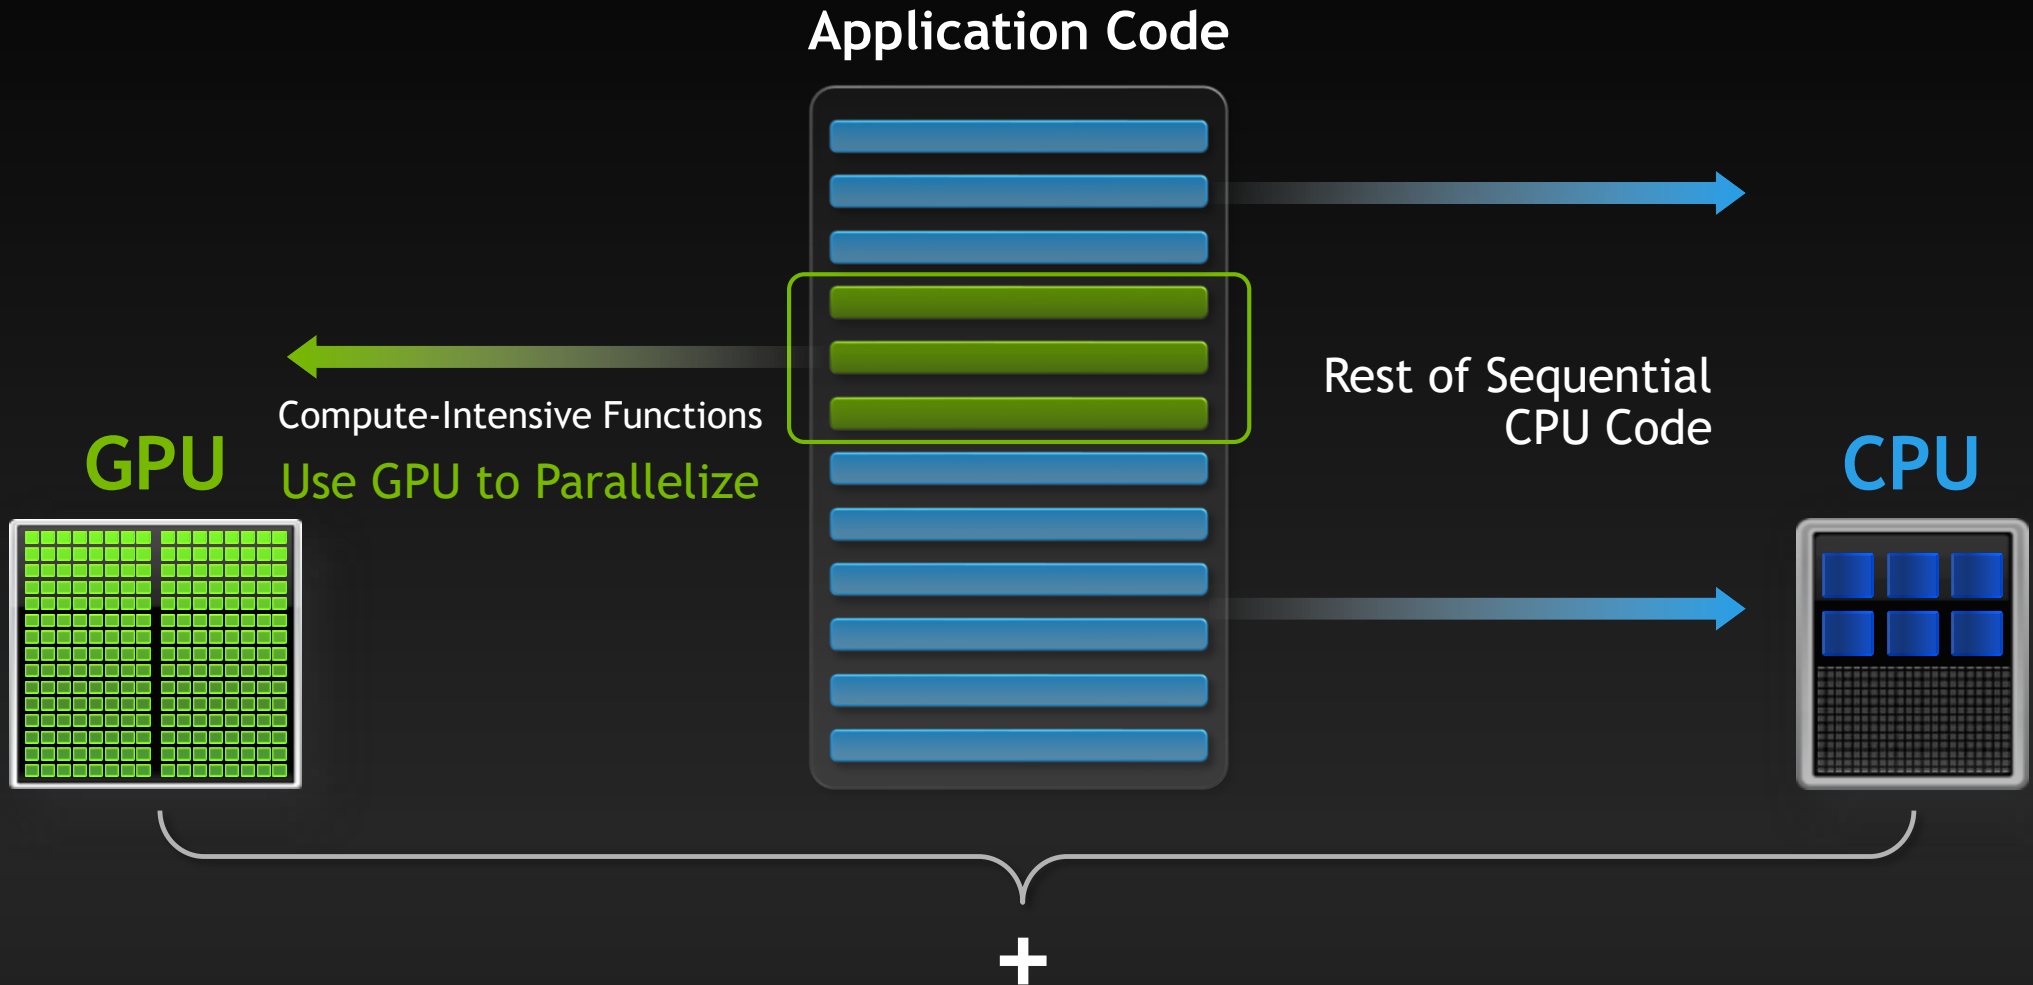 Application Code
Compute-Intensive Functions
GPU
Use GPU to Parallelize
Rest of Sequential
CPU Code
CPU
+